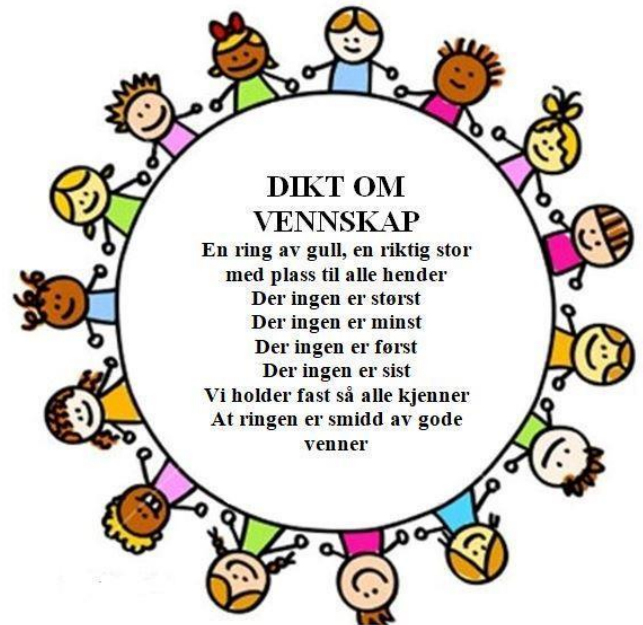 DIKT OM
VENNSKAP
En ring av gull, en riktig stor
med plass til alle hender
Der ingen er størst
Der ingen er minst
Der ingen er først
Der ingen er sist
Vi holder fast så alle kjenner
At ringen er smidd av gode
venner